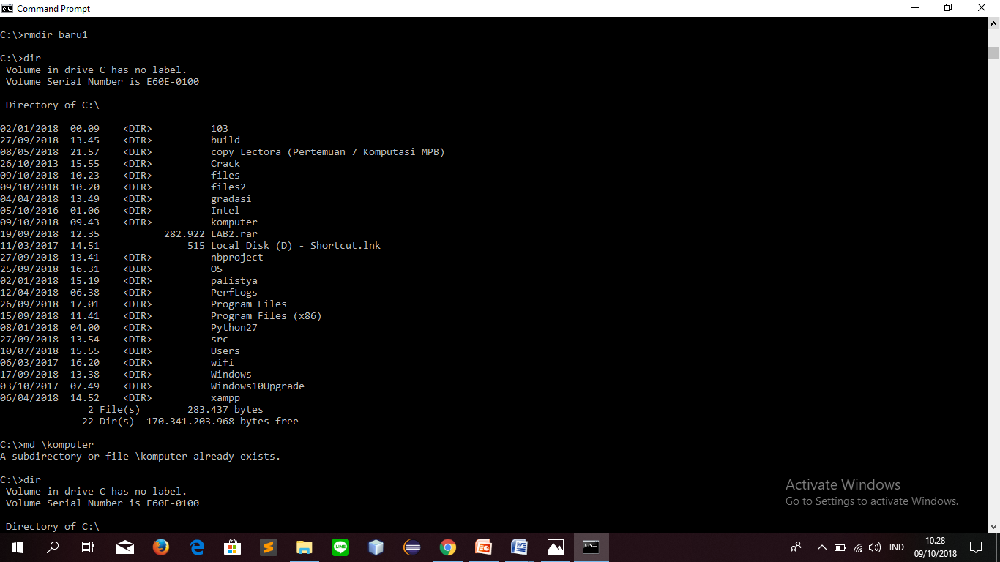 Command Prompt
C:\>rmdir baru1
C:\>dir
 Volume in drive C has no label.
 Volume Serial Number is E60E-0100
 Directory of C:\
02/01/2018  00.09    <DIR>          103
27/09/2018  13.45    <DIR>          build
08/05/2018  21.57    <DIR>          copy Lectora (Pertemuan 7 Komputasi MPB)
26/10/2013  15.55    <DIR>          Crack
09/10/2018  10.23    <DIR>          files
09/10/2018  10.20    <DIR>          files2
04/04/2018  13.49    <DIR>          gradasi
05/10/2016  01.06    <DIR>          Intel
09/10/2018  09.43    <DIR>          komputer
19/09/2018  12.35           282.922 LAB2.rar
11/03/2017  14.51               515 Local Disk (D) - Shortcut.lnk
27/09/2018  13.41    <DIR>          nbproject
25/09/2018  16.31    <DIR>          OS
02/01/2018  15.19    <DIR>          palistya
12/04/2018  06.38    <DIR>          PerfLogs
26/09/2018  17.01    <DIR>          Program Files
15/09/2018  11.41    <DIR>          Program Files (x86)
08/01/2018  04.00    <DIR>          Python27
27/09/2018  13.54    <DIR>          src
10/07/2018  15.55    <DIR>          Users
06/03/2017  16.20    <DIR>          wifi
17/09/2018  13.38    <DIR>          Windows
03/10/2017  07.49    <DIR>          Windows10Upgrade
06/04/2018  14.52    <DIR>          xampp
               2 File(s)        283.437 bytes
              22 Dir(s)  170.341.203.968 bytes free
C:\>md \komputer
A subdirectory or file \komputer already exists.
C:\>dir
 Volume in drive C has no label.
 Volume Serial Number is E60E-0100
 Directory of C:\
Activate Windows
Go to Settings to activate Windows.
LINE
IND
10.28
09/10/2018